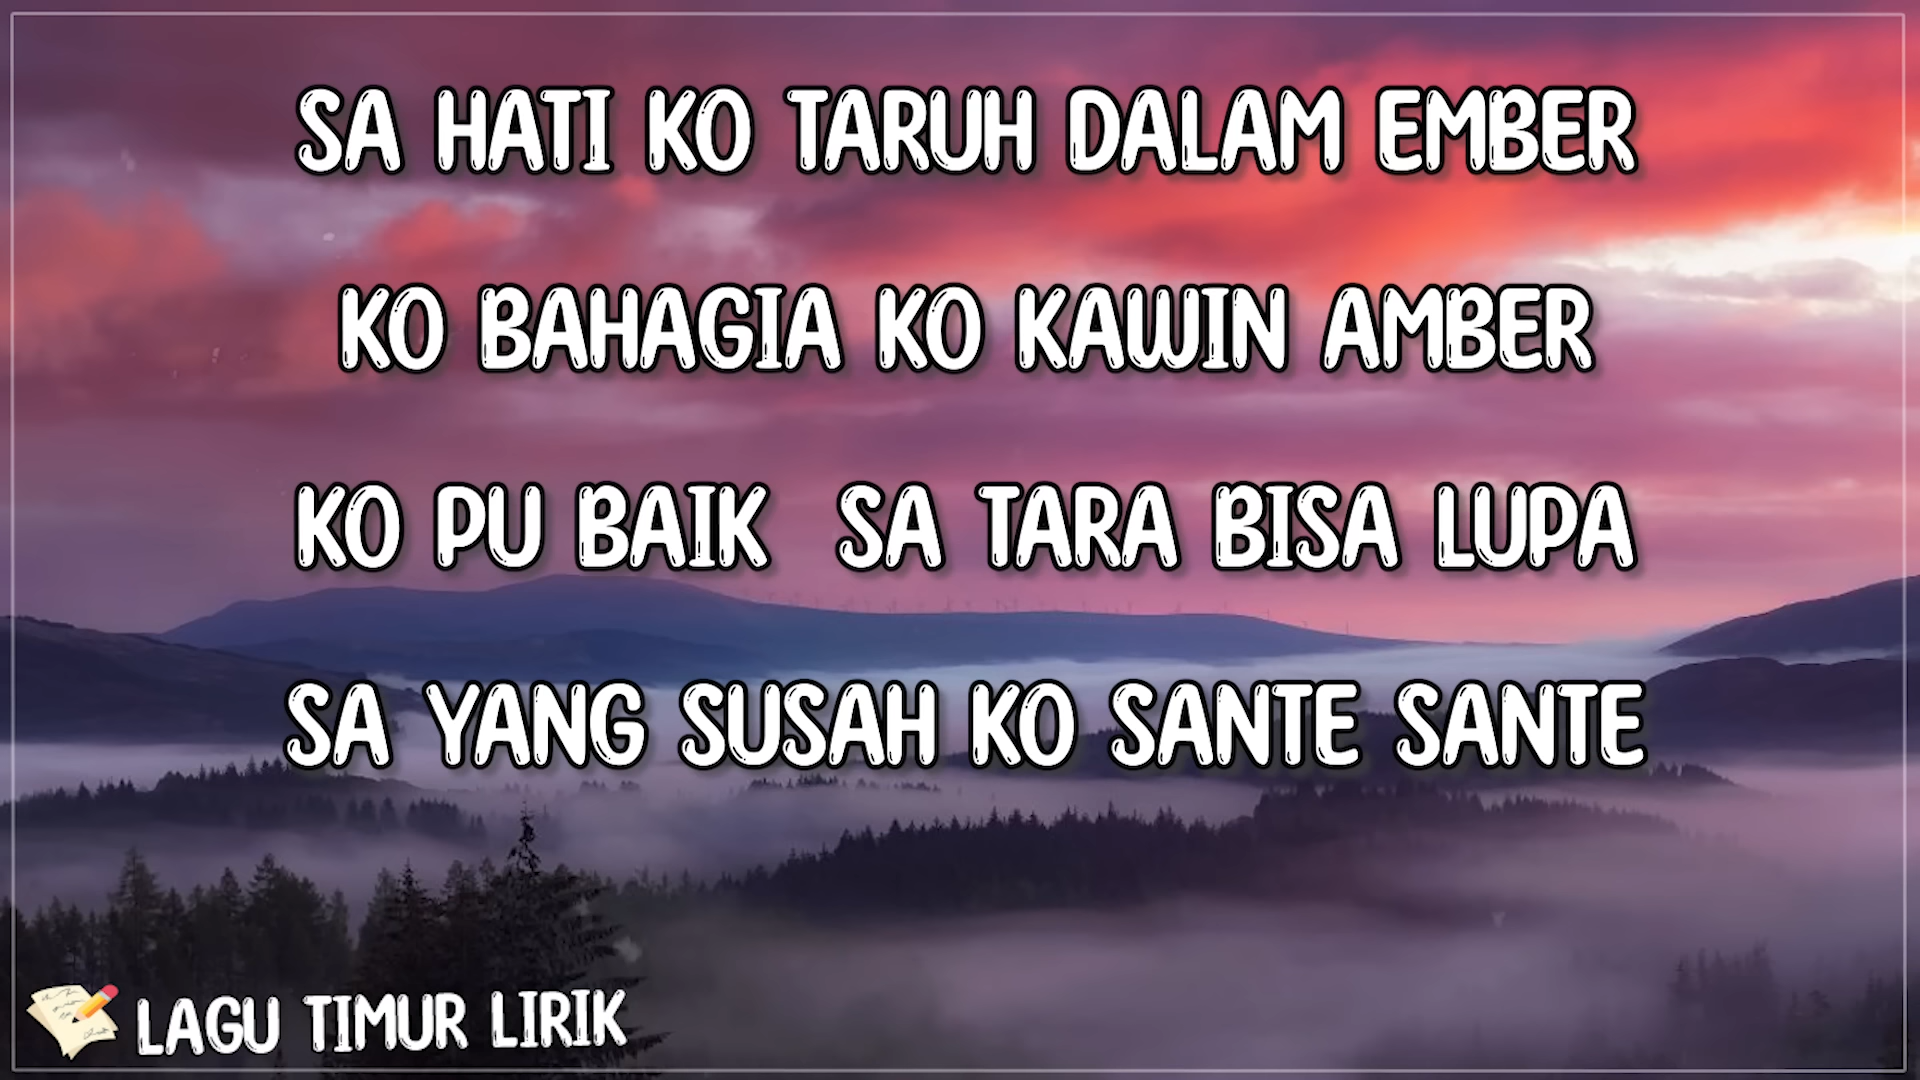 SA HATI KO TARUH DALAM EMBER
KO BAHAGIA KO KAWIN AMBER
KO PU BAIK SA TARA BISA LUPA
SA YANG SUSAH KO SANTE SANTE
LAGU TIMUR LIRIK